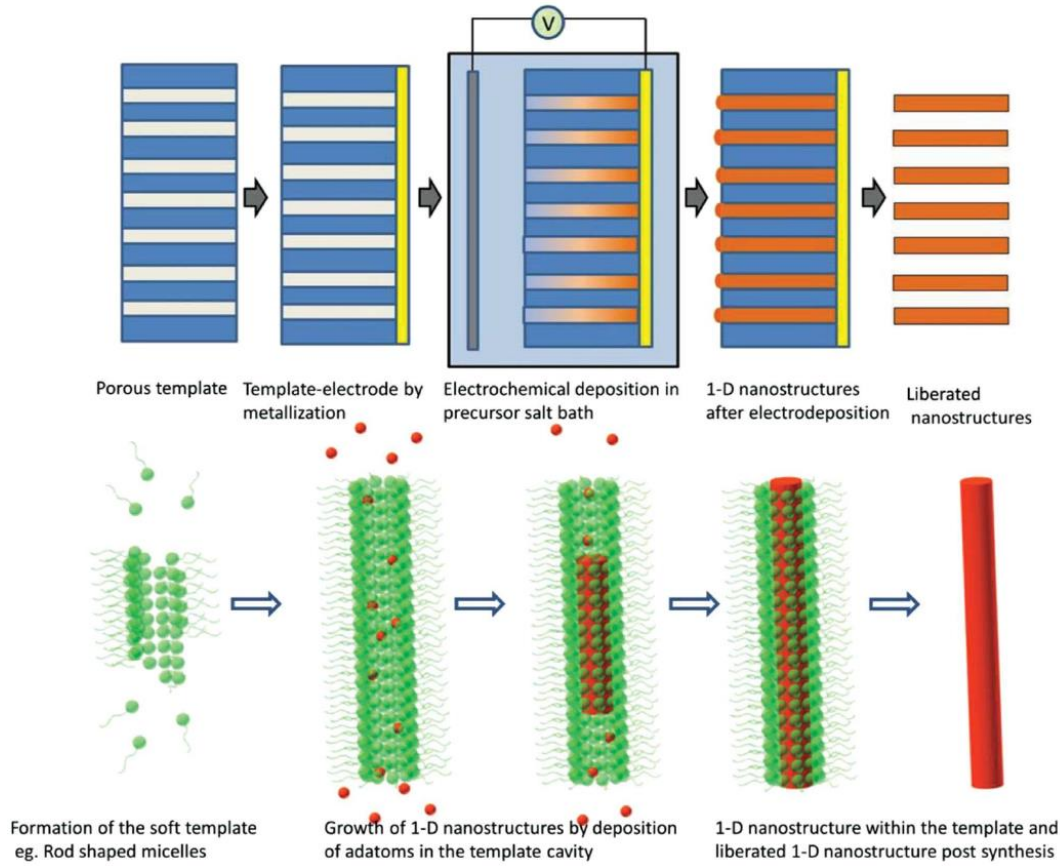 V
Porous template
Template-electrode by
metallization
Electrochemical deposition in
precursor salt bath
1-D nanostructures
after electrodeposition
Liberated
nanostructures
Formation of the soft template
eg. Rod shaped micelles
Growth of 1-D nanostructures by deposition
of adatoms in the template cavity
1-D nanostructure within the template and
liberated 1-D nanostructure post synthesis